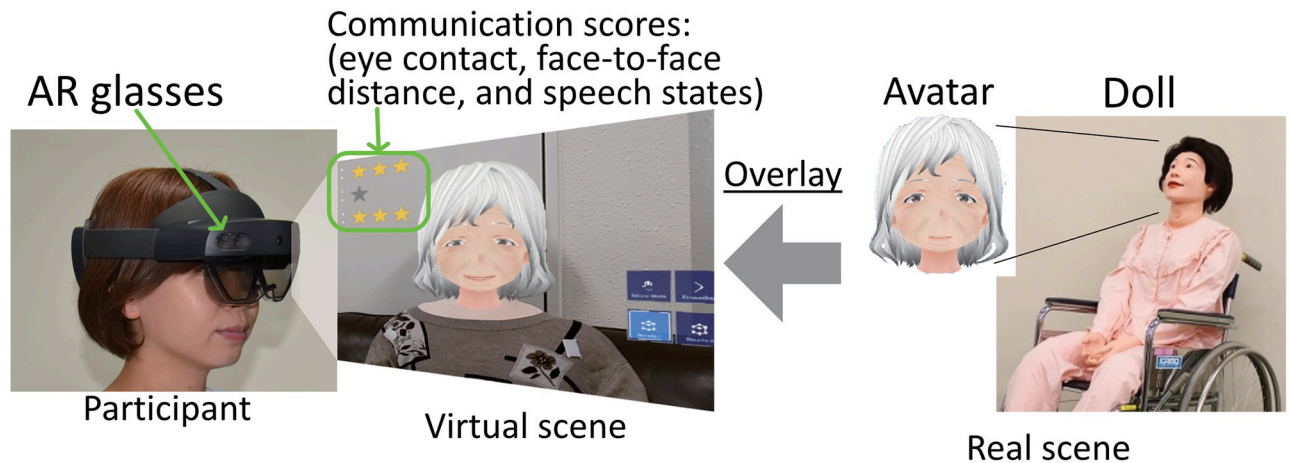 Communication scores:
(eye contact, face-to-face
distance, and speech states)
AR glasses
Avatar
Doll
Overlay
Participant
Virtual scene
Real scene